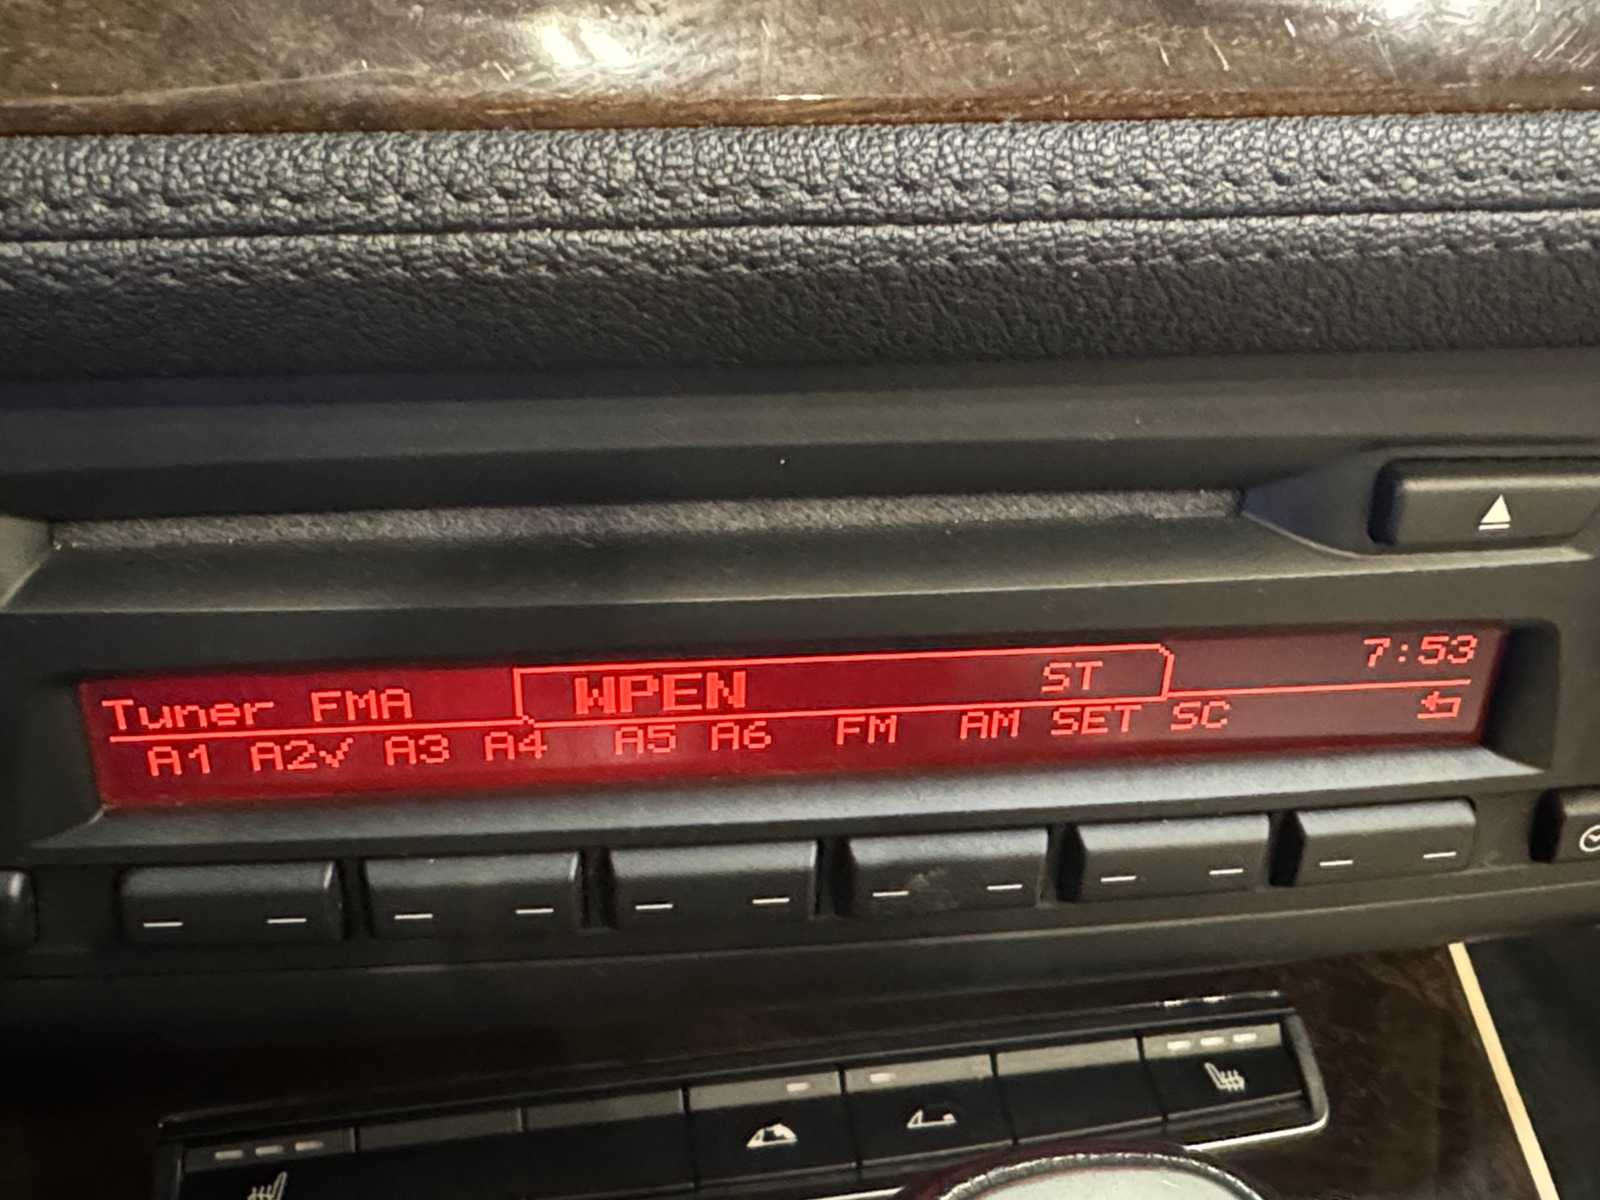 7:53
Tuner FMA WPEN ST
A1 A2✓ A3 A4 A5 A6 FM AM SET SC